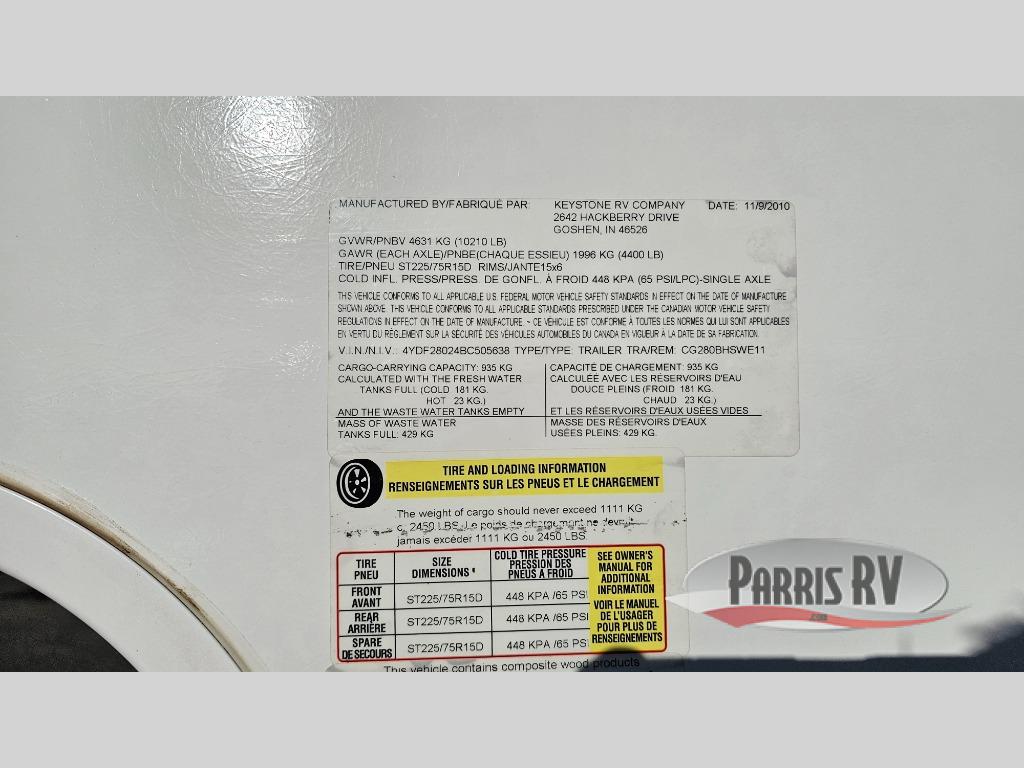 MANUFACTURED BY/FABRIQUÉ PAR: KEYSTONE RV COMPANY DATE: 11/9/2010
2642 HACKBERRY DRIVE
GOSHEN, IN 46526
GVWR/PNBV 4631 KG (10210 LB)
GAWR (EACH AXLE)/PNBE(CHAQUE ESSIEU) 1996 KG (4400 LB)
TIRE/PNEU ST225/75R15D RIMS/JANTE15x6
COLD INFL. PRESS/PRESS. DE GONFL. À FROID 448 KPA (65 PSI/LPC)-SINGLE AXLE
THIS VEHICLE CONFORMS TO ALL APPLICABLE U.S. FEDERAL MOTOR VEHICLE SAFETY STANDARDS IN EFFECT ON THE DATE OF MANUFACTURE
SHOWN ABOVE. THIS VEHICLE CONFORMS TO ALL APPLICABLE STANDARDS PRESCRIBED UNDER THE CANADIAN MOTOR VEHICLE SAFETY
REGULATIONS IN EFFECT ON THE DATE OF MANUFACTURE. ~ CE VÉHICULE EST CONFORME À TOUTES LES NORMES QUI LUI SONT APPLICABLES
EN VERTU DU RÈGLEMENT SUR LA SÉCURITÉ DES VÉHICULES AUTOMOBILES DU CANADA EN VIGUEUR À LA DATE DE SA FABRICATION.
V.I.N./N.I.V.: 4YDF28024BC505638 TYPE/TYPE: TRAILER TRA/REM: CG280BHSWE11
CARGO-CARRYING CAPACITY: 935 KG
CALCULATED WITH THE FRESH WATER
TANKS FULL (COLD 181 KG.
HOT 23 KG.)
AND THE WASTE WATER TANKS EMPTY
MASS OF WASTE WATER
TANKS FULL: 429 KG
CAPACITÉ DE CHARGEMENT: 935 KG
CALCULÉE AVEC LES RÉSERVOIRS D'EAU
DOUCE PLEINS (FROID 181 KG.
CHAUD 23 KG.)
ET LES RÉSERVOIRS D'EAUX USÉES VIDES
MASSE DES RÉSERVOIRS D'EAUX
USÉES PLEINS: 429 KG.
TIRE AND LOADING INFORMATION
RENSEIGNEMENTS SUR LES PNEUS ET LE CHARGEMENT
The weight of cargo should never exceed 1111 KG
o. 2450 LBS. Le poids de chargement ne devrait
jamais excéder 1111 KG ou 2450 LBS.
TIRE
PNEU
SIZE
DIMENSIONS
COLD TIRE PRESSURE
PRESSION DES
PNEUS A FROID
FRONT
AVANT
ST225/75R15D
448 KPA /65 PSI
REAR
ARRIÈRE
ST225/75R15D
448 KPA /65 PSI
SPARE
DE SECOURS
ST225/75R15D
448 KPA /65 PSI
SEE OWNER'S
MANUAL FOR
ADDITIONAL
INFORMATION
VOIR LE MANUEL
DE L'USAGER
POUR PLUS DE
RENSEIGNEMENTS
This vehicle contains composite wood products
PARRIS RV
.com